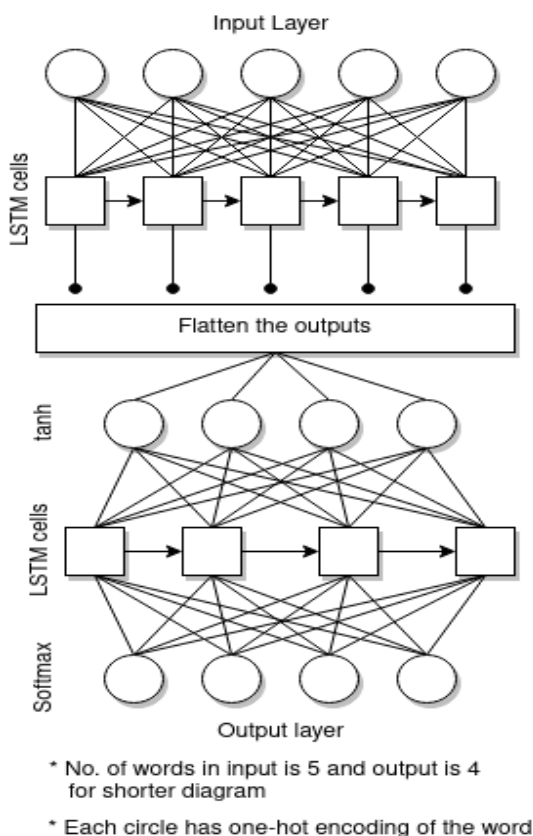 Input Layer
LSTM cells
Flatten the outputs
tanh
LSTM cells
Softmax
Output layer
* No. of words in input is 5 and output is 4
for shorter diagram
* Each circle has one-hot encoding of the word